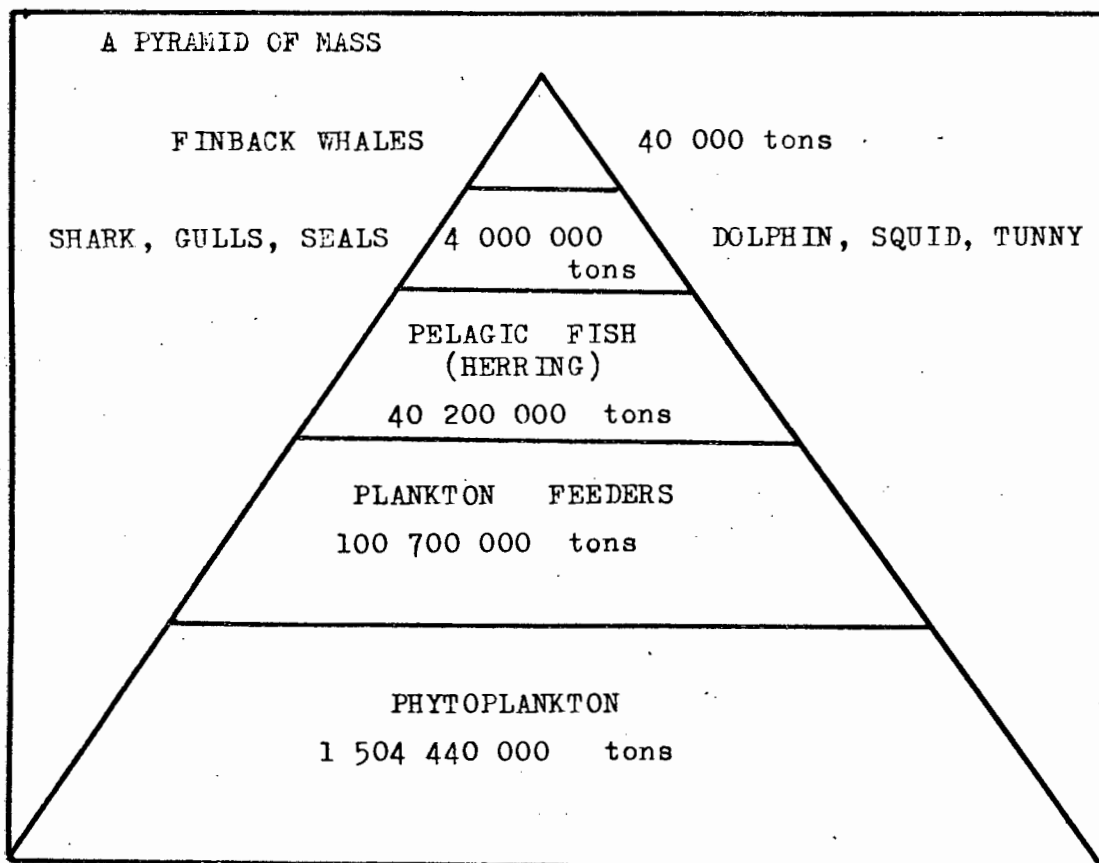 A PYRAMID OF MASS
FINBACK WHALES 40 000 tons
SHARK, GULLS, SEALS 4 000 000 DOLPHIN, SQUID, TUNNY
tons
PELAGIC FISH
(HERRING)
40 200 000 tons
PLANKTON FEEDERS
100 700 000 tons
PHYTOPLANKTON
1 504 440 000 tons